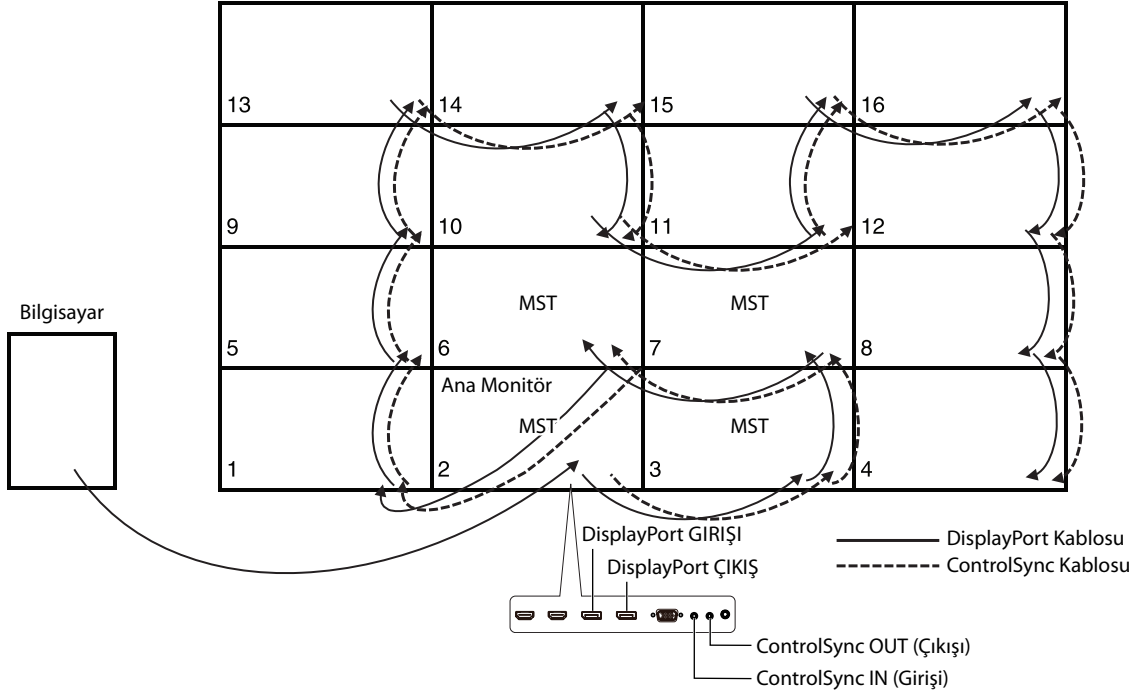 13
14
15
16
9
10
11
12
Bilgisayar
MST
MST
5
6
7
8
Ana Monitör
MST
MST
1
2
3
4
DisplayPort GIRIŞI
DisplayPort Kablosu
DisplayPort ÇIKIŞ
ControlSync Kablosu
ControlSync OUT (Çıkışı)
ControlSync IN (Girişi)